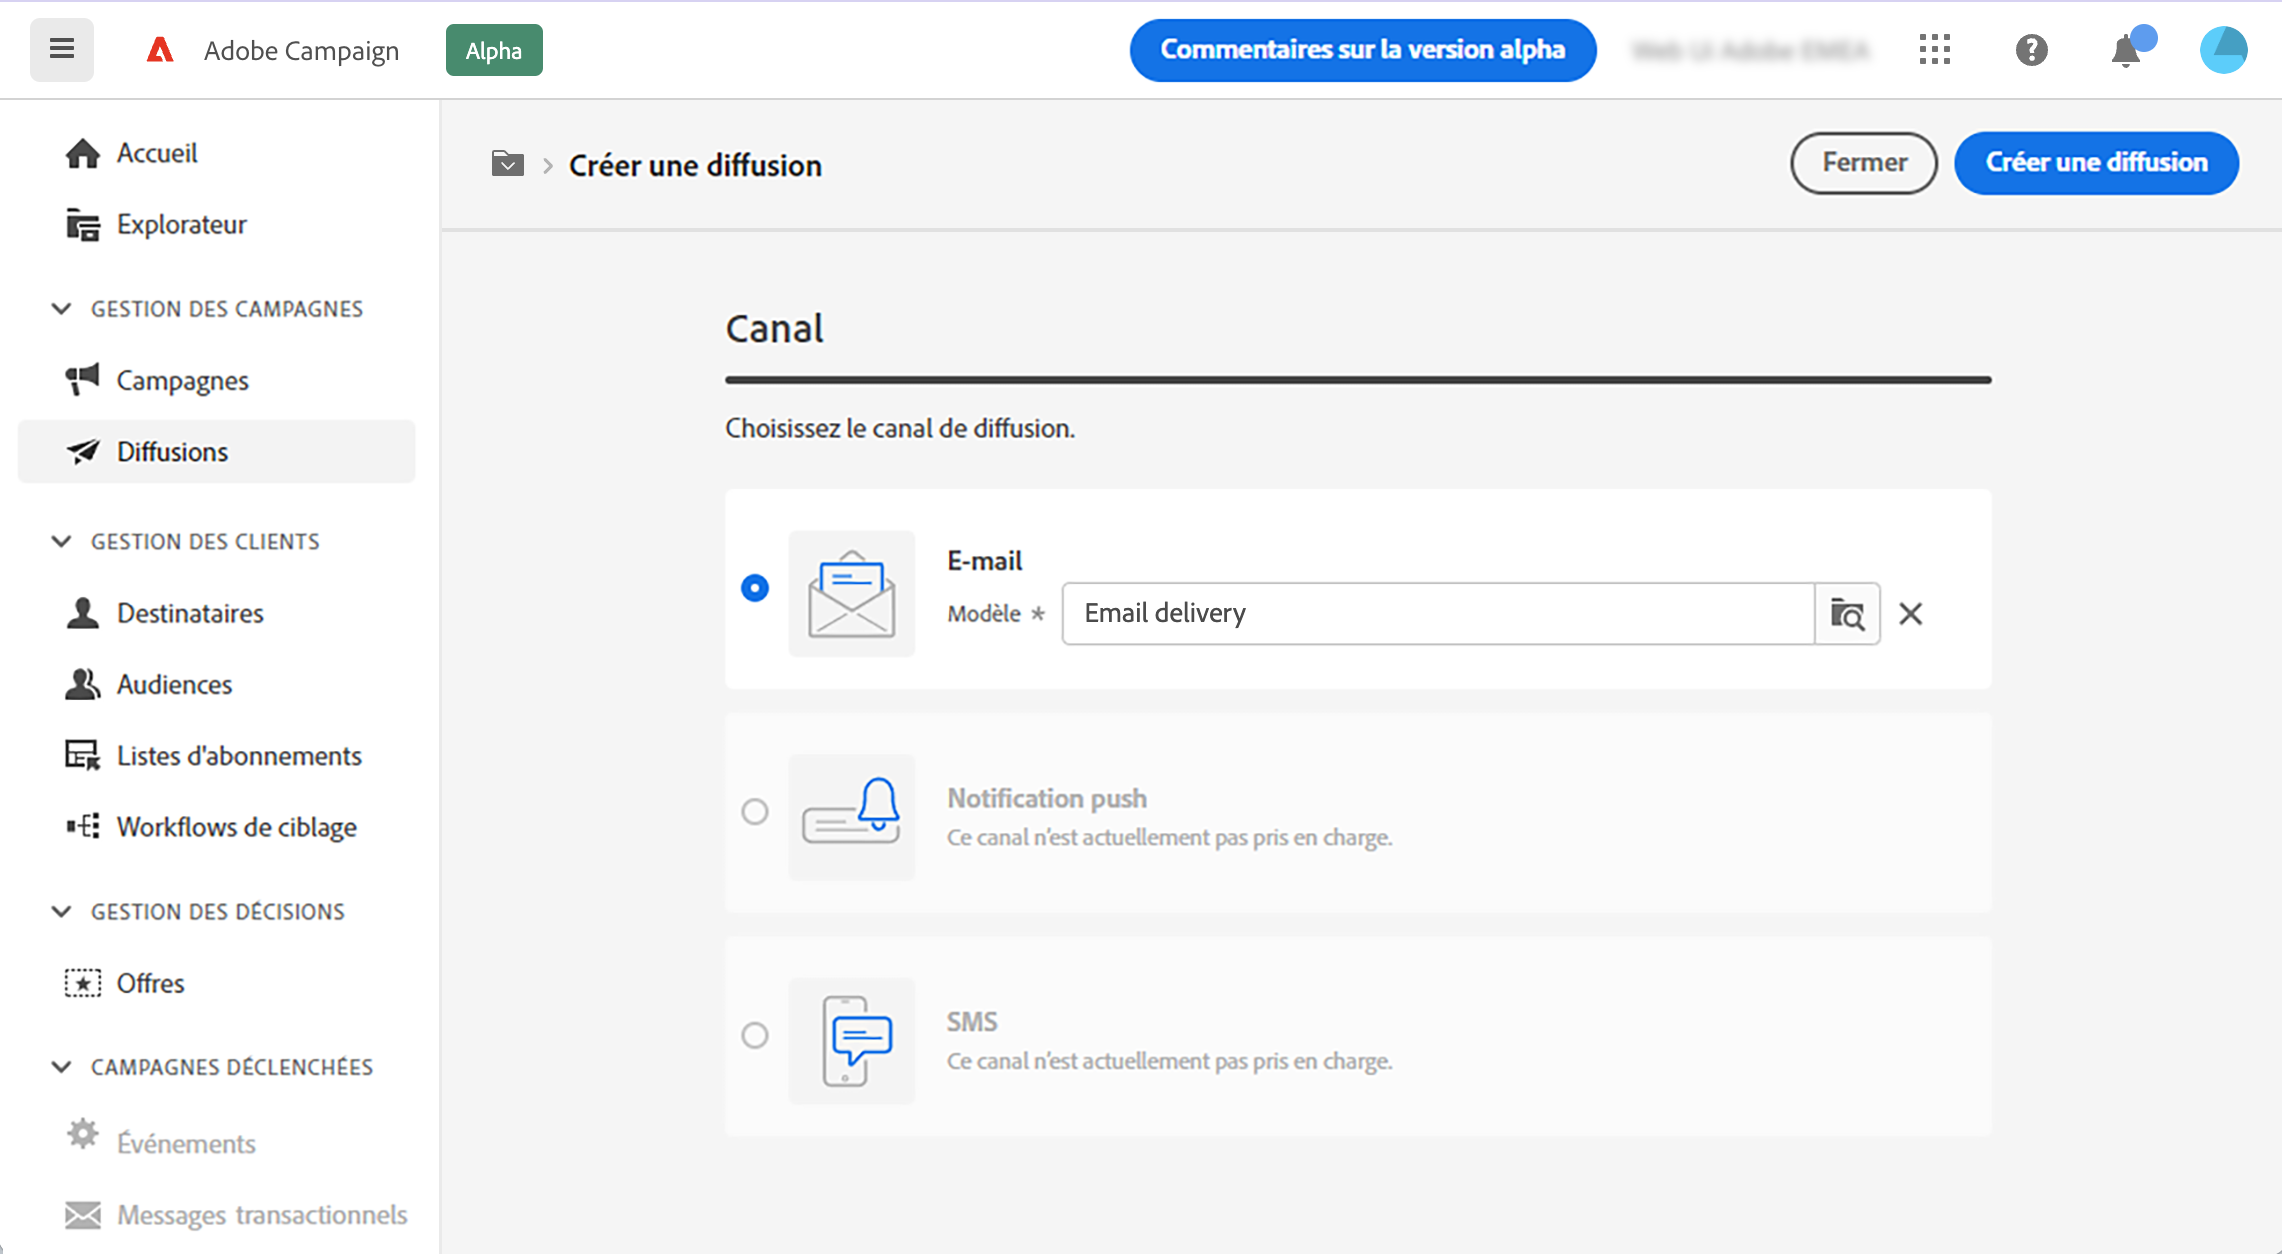 Adobe Campaign
Alpha
Commentaires sur la version alpha
Accueil
Explorateur
GESTION DES CAMPAGNES
Campagnes
Diffusions
GESTION DES CLIENTS
Destinataires
Audiences
Listes d'abonnements
Workflows de ciblage
GESTION DES DÉCISIONS
Offres
CAMPAGNES DÉCLENCHÉES
Événements
Messages transactionnels
Créer une diffusion
Fermer
Créer une diffusion
Canal
Choisissez le canal de diffusion.
E-mail
Modèle *
Email delivery
Notification push
Ce canal n’est actuellement pas pris en charge.
SMS
Ce canal n’est actuellement pas pris en charge.